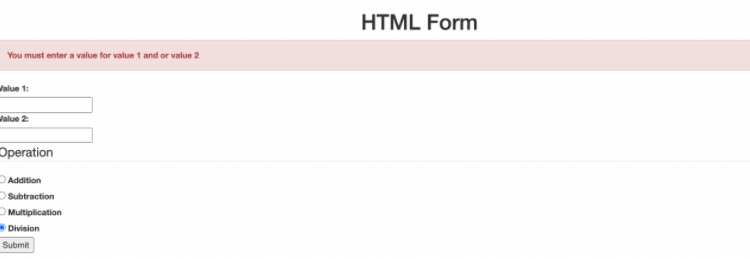 HTML Form
You must enter a value for value 1 and or value 2
Value 1:
Value 2:
Operation
Addition
Subtraction
Multiplication
Division
Submit